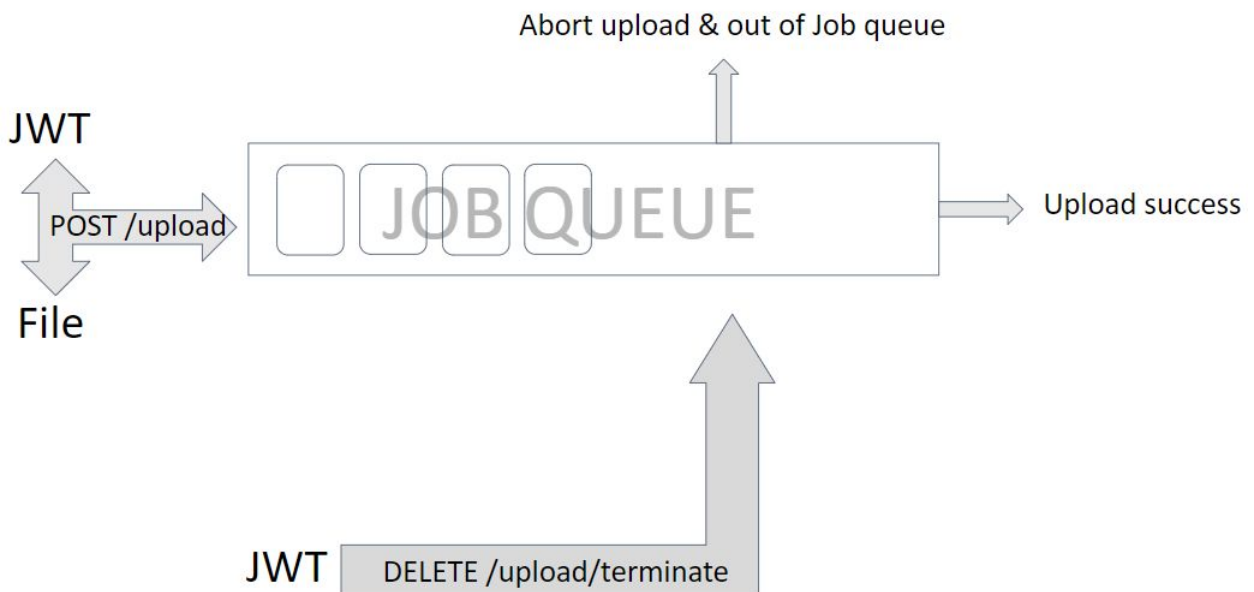 Abort upload & out of Job queue
JWT
POST /upload
File
JOB QUEUE
Upload success
JWT
DELETE /upload/terminate